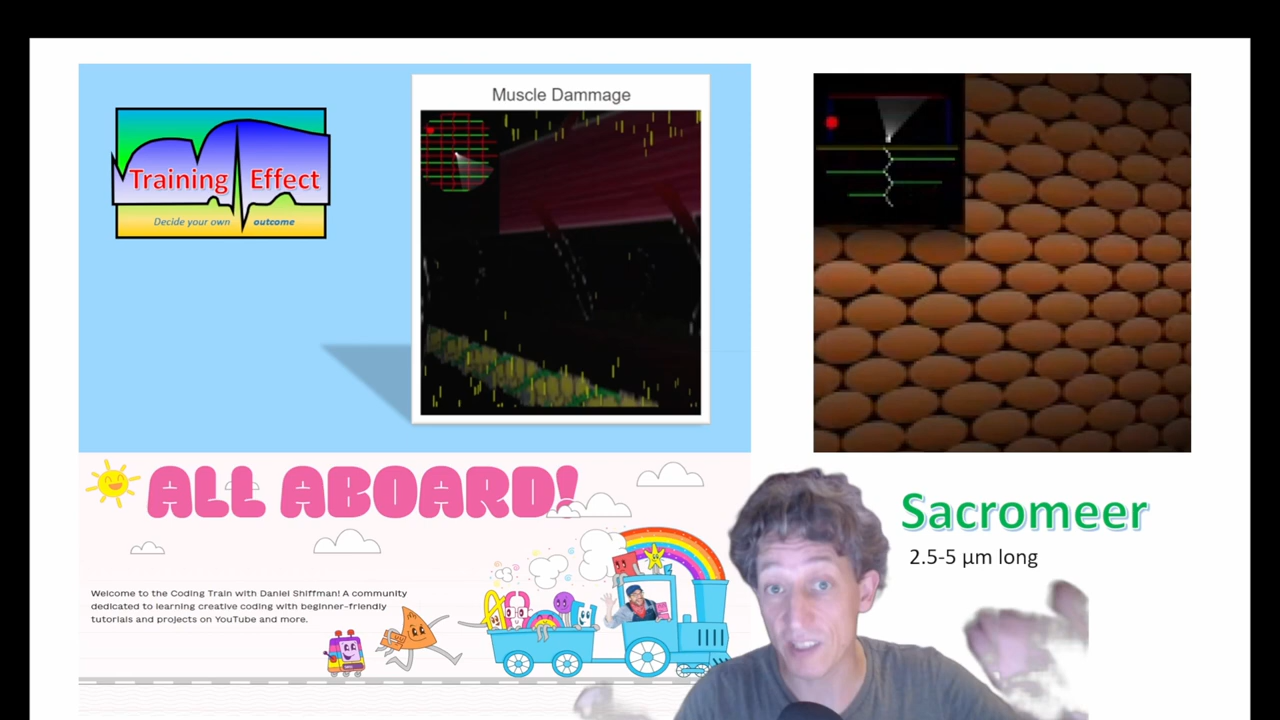 Muscle Dammage
Training Effect
Decide your own outcome
ALL ABOARD!
Welcome to the Coding Train with Daniel Shiffman! A community
dedicated to learning creative coding with beginner-friendly
tutorials and projects on YouTube and more.
Sacromeer
2.5-5 µm long